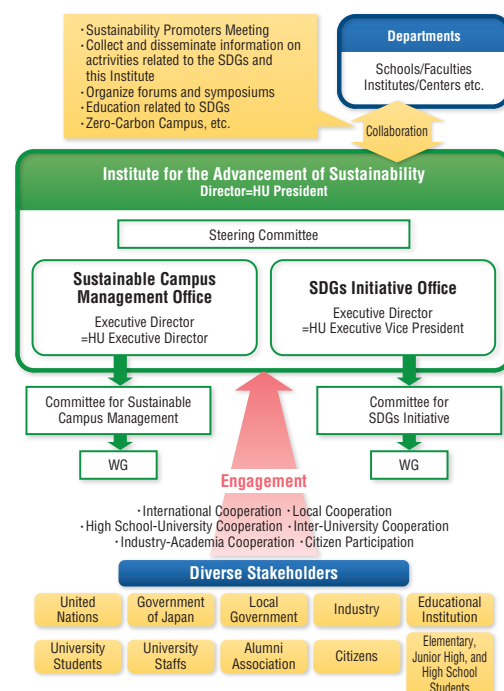 ・Sustainability Promoters Meeting
・Collect and disseminate information on
activities related to the SDGs and
this Institute
・Organize forums and symposiums
・Education related to SDGs
・Zero-Carbon Campus, etc.
Departments
Schools/Faculties
Institutes/Centers etc.
Collaboration
Institute for the Advancement of Sustainability
Director=HU President
Steering Committee
Sustainable Campus
Management Office
Executive Director
=HU Executive Director
SDGs Initiative Office
Executive Director
=HU Executive Vice President
Committee for Sustainable
Campus Management
Committee for
SDGs Initiative
WG
WG
Engagement
・International Cooperation ・Local Cooperation
・High School-University Cooperation ・Inter-University Cooperation
・Industry-Academia Cooperation ・Citizen Participation
Diverse Stakeholders
United
Nations
Government
of Japan
Local
Government
Industry
Educational
Institution
University
Students
University
Staffs
Alumni
Association
Citizens
Elementary,
Junior High, and
High School
Students